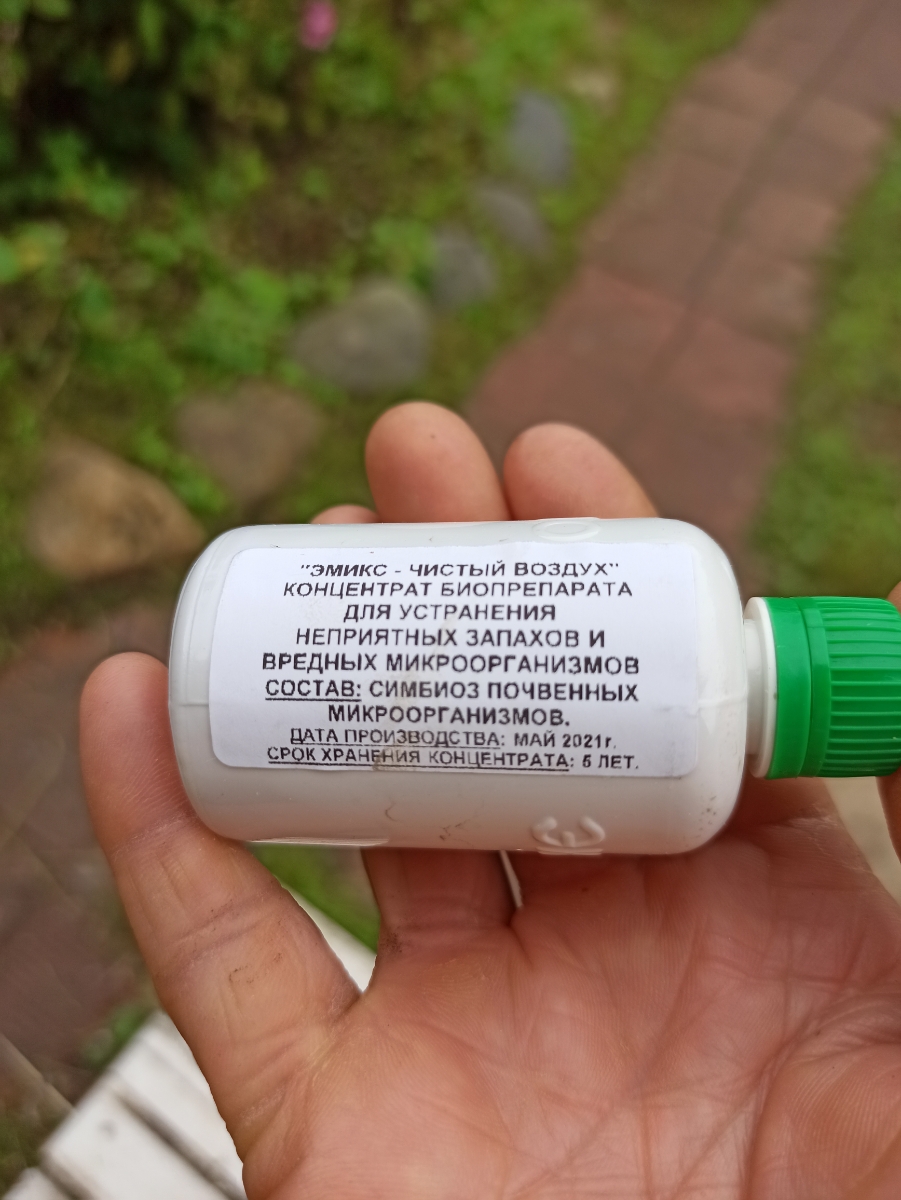 "ЭМИКС - ЧИСТЫЙ ВОЗДУХ"
КОНЦЕНТРАТ БИОПРЕПАРАТА
ДЛЯ УСТРАНЕНИЯ
НЕПРИЯТНЫХ ЗАПАХОВ И
ВРЕДНЫХ МИКРООРГАНИЗМОВ
СОСТАВ: СИМБИОЗ ПОЧВЕННЫХ
МИКРООРГАНИЗМОВ.
ДАТА ПРОИЗВОДСТВА: МАЙ 2021г.
СРОК ХРАНЕНИЯ КОНЦЕНТРАТА: 5 ЛЕТ.